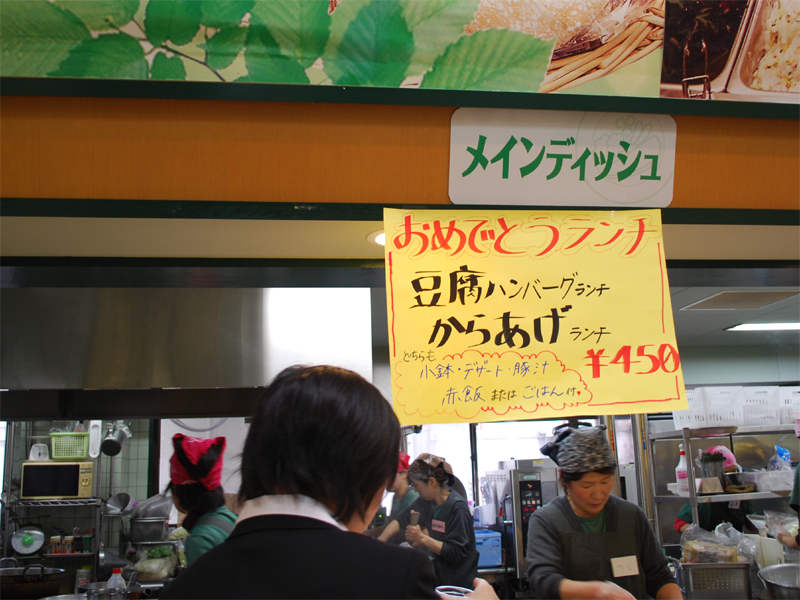 メインディッシュ
おめでとうランチ
豆腐ハンバーグランチ
からあげランチ
どちらも
小鉢・デザート・豚汁
赤飯またはごはん付♥
¥450